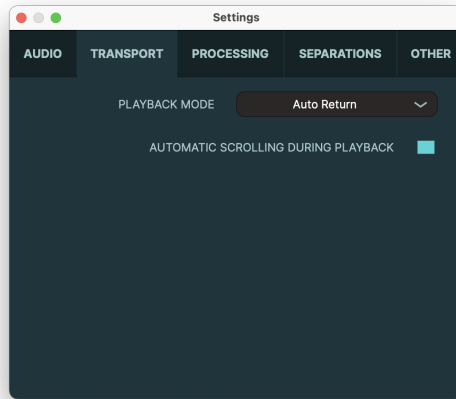 Settings
AUDIO TRANSPORT PROCESSING SEPARATIONS OTHER
PLAYBACK MODE Auto Return
AUTOMATIC SCROLLING DURING PLAYBACK